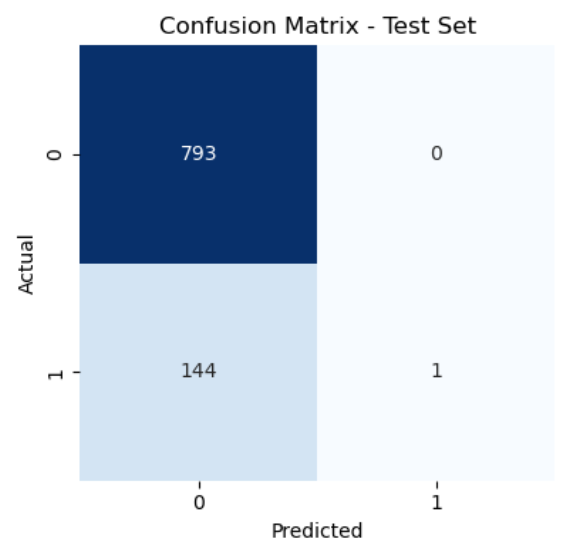 Confusion Matrix - Test Set
Actual
0
793
0
1
144
1
0
1
Predicted